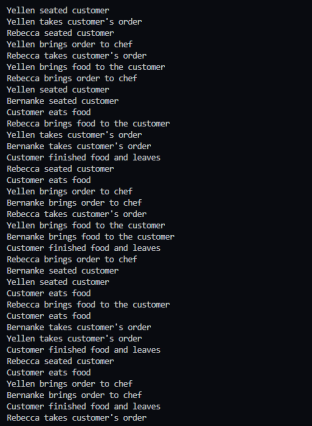 Yellen seated customer
Yellen takes customer's order
Rebecca seated customer
Yellen brings order to chef
Rebecca takes customer's order
Yellen brings food to the customer
Rebecca brings order to chef
Yellen seated customer
Bernanke seated customer
Customer eats food
Rebecca brings food to the customer
Yellen takes customer's order
Bernanke takes customer's order
Customer finished food and leaves
Rebecca seated customer
Customer eats food
Yellen brings order to chef
Bernanke brings order to chef
Rebecca takes customer's order
Yellen brings food to the customer
Bernanke brings food to the customer
Customer finished food and leaves
Rebecca brings order to chef
Bernanke seated customer
Yellen seated customer
Customer eats food
Rebecca brings food to the customer
Customer eats food
Bernanke takes customer's order
Yellen takes customer's order
Customer finished food and leaves
Rebecca seated customer
Customer eats food
Yellen brings order to chef
Bernanke brings order to chef
Customer finished food and leaves
Rebecca takes customer's order